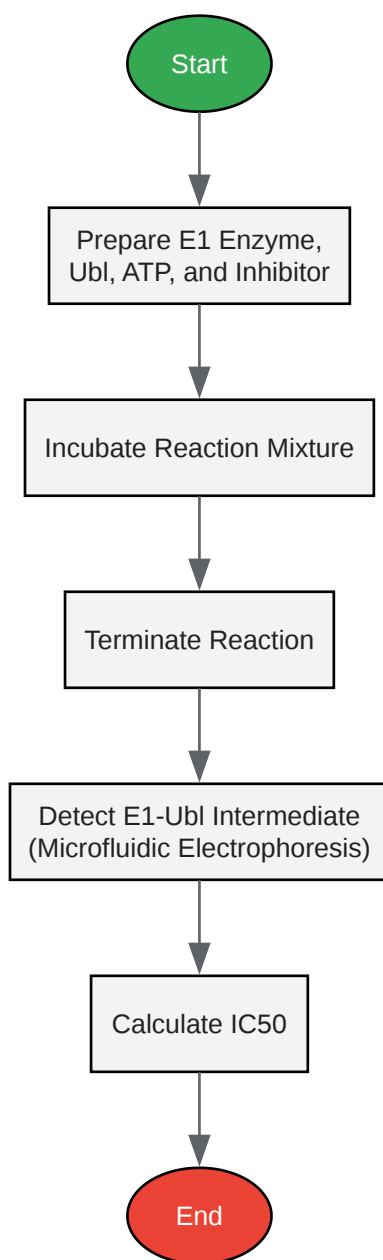 Start
Prepare E1 Enzyme,
Ubl, ATP, and Inhibitor
Incubate Reaction Mixture
Terminate Reaction
Detect E1-Ubl Intermediate
(Microfluidic Electrophoresis)
Calculate IC50
End